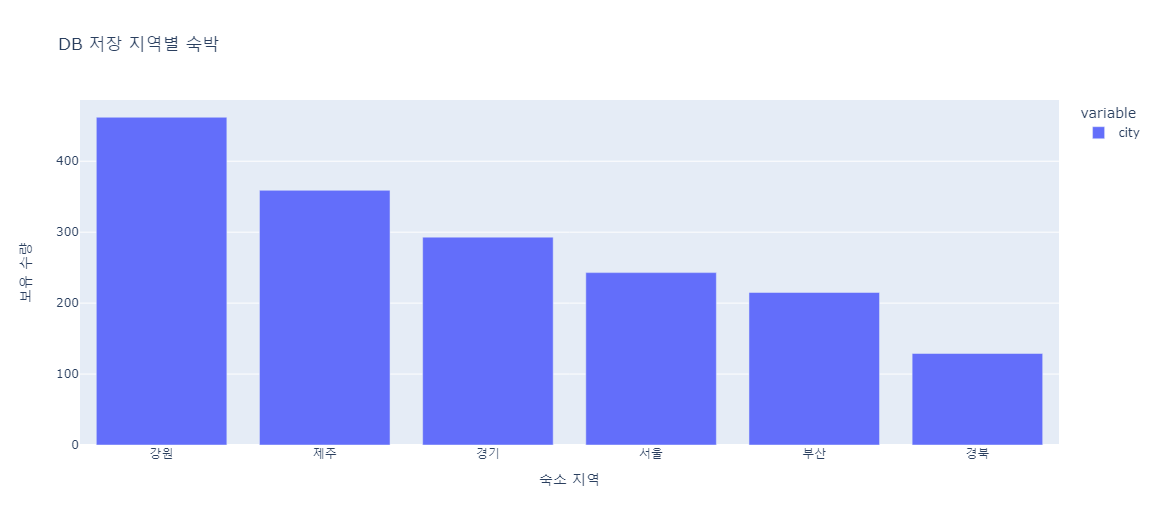 DB 저장 지역별 숙박
variable
city
보유 수량
400
300
200
100
0
강원 제주 경기 서울 부산 경북
숙소 지역